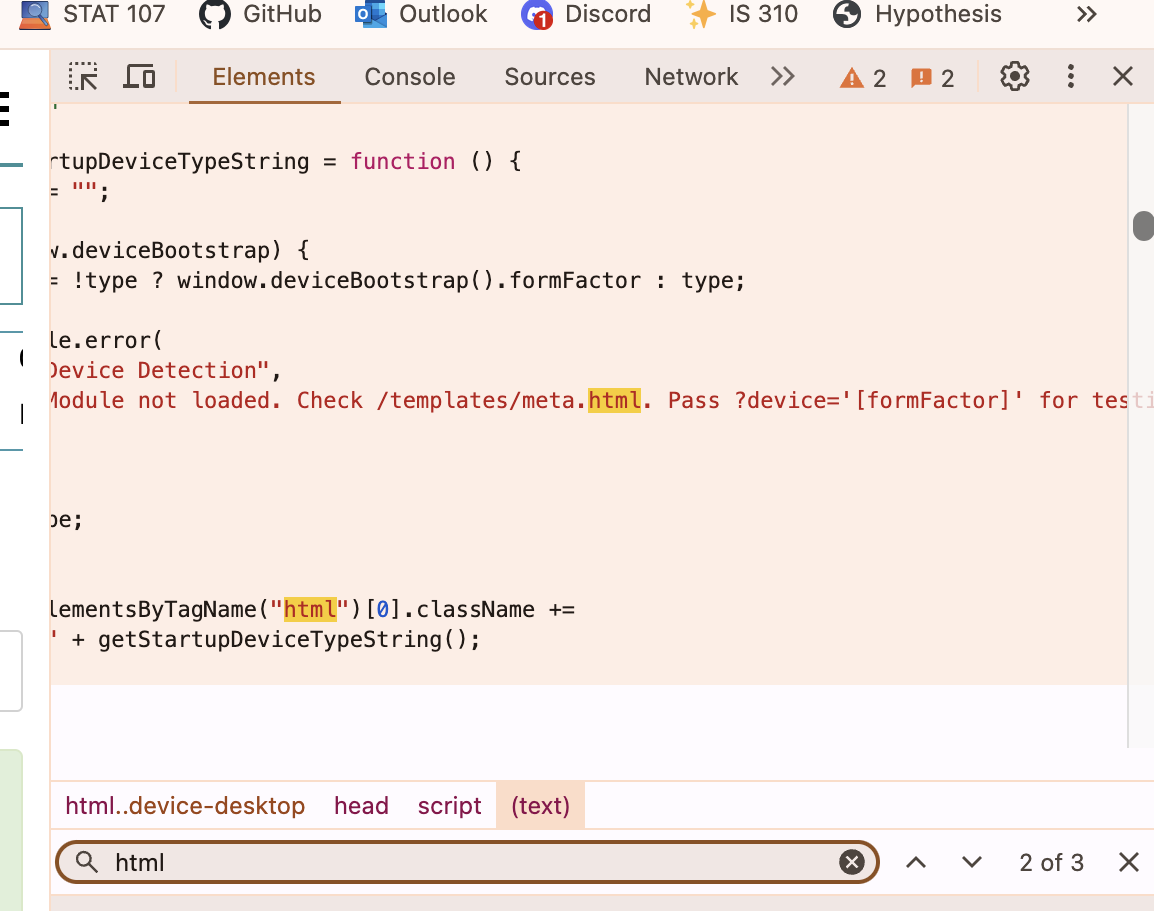 STAT 107 GitHub Outlook 1 Discord IS 310 Hypothesis
Elements Console Sources Network 2 2
rtupDeviceTypeString = function () {
= "";
w.deviceBootstrap) {
= !type ? window.deviceBootstrap().formFactor : type;
le.error(
Device Detection",
Module not loaded. Check /templates/meta.html. Pass ?device='[formFactor]' for testi
pe;
lementsByTagName("html")[0].className +=
' + getStartupDeviceTypeString();
html..device-desktop head script (text)
html 2 of 3